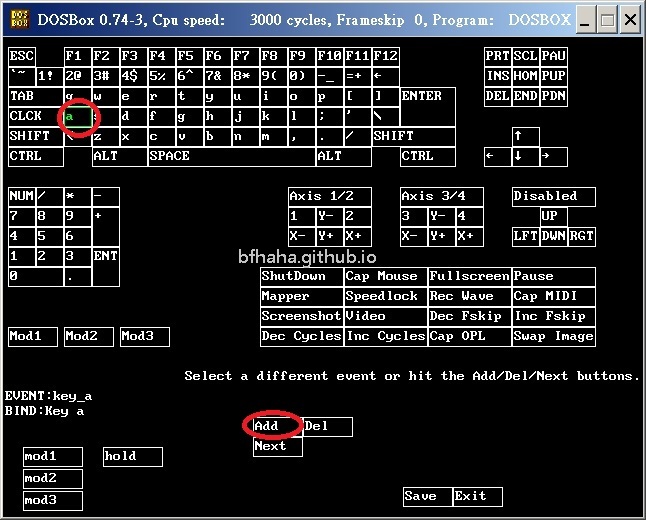 DOSBox 0.74-3, Cpu speed: 3000 cycles, Frameskip 0, Program: DOSBOX
ESC F1 F2 F3 F4 F5 F6 F7 F8 F9 F10 F11 F12 PRT SCL PAU
`~ 1! 2@ 3# 4$ 5% 6^ 7& 8* 9( 0) -_ =+ ← INS HOM PUP
TAB q w e r t y u i o p [ ] ENTER DEL END PDN
CLCK a s d f g h j k l ; ' \
SHIFT \ z x c v b n m , . / SHIFT ↑
CTRL ALT SPACE ALT CTRL ← ↓ →
NUM / * - Axis 1/2 Axis 3/4 Disabled
7 8 9 + 1 Y- 2 3 Y- 4 UP
4 5 6 X- Y+ X+ X- Y+ X+ LFT DWN RGT
1 2 3 ENT bfhaha.github.io
0 . ShutDown Cap Mouse Fullscreen Pause
Mapper Speedlock Rec Wave Cap MIDI
Screenshot Video Dec Fskip Inc Fskip
Mod1 Mod2 Mod3 Dec Cycles Inc Cycles Cap OPL Swap Image
Select a different event or hit the Add/Del/Next buttons.
EVENT:key_a
BIND:Key a
Add Del
Next
mod1 hold
mod2
mod3 Save Exit